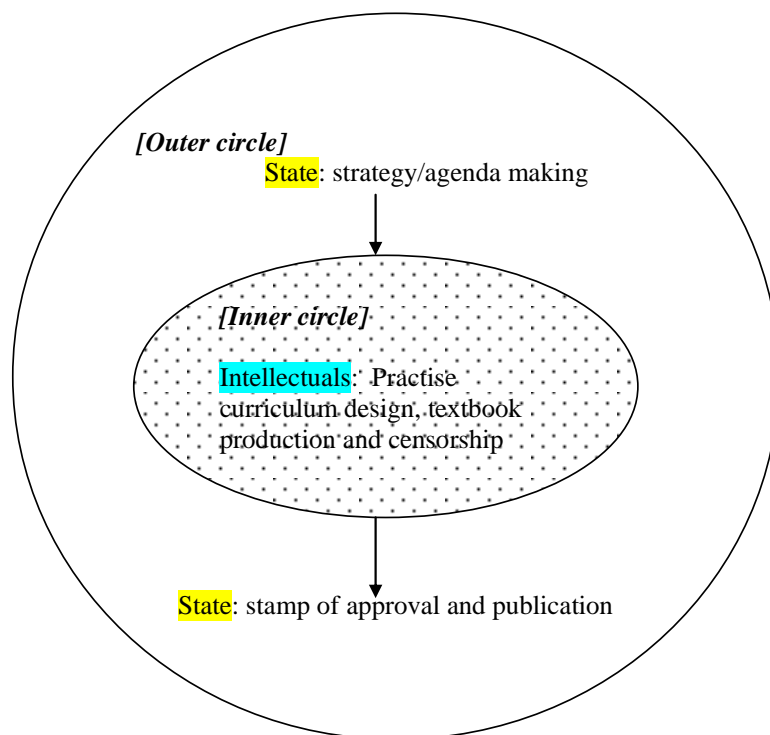 [Outer circle]
State: strategy/agenda making
[Inner circle]
Intellectuals: Practise
curriculum design, textbook
production and censorship
State: stamp of approval and publication